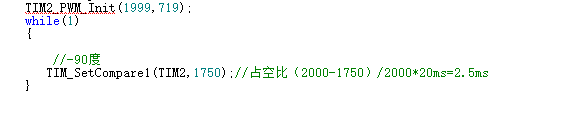 TIM2_PWM_Init(1999,719);
while(1)
{
//-90度
TIM_SetCompare1(TIM2,1750);//占空比（2000-1750）/2000*20ms=2.5ms
}